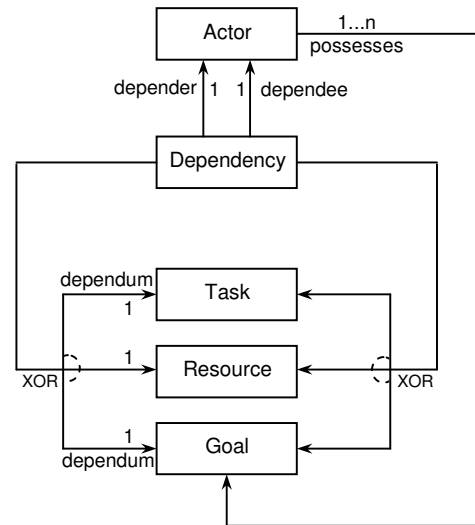 Actor
1...n
possesses
depender 1 1 dependee
Dependency
dependum
1
Task
1
Resource
XOR
XOR
1
dependum
Goal